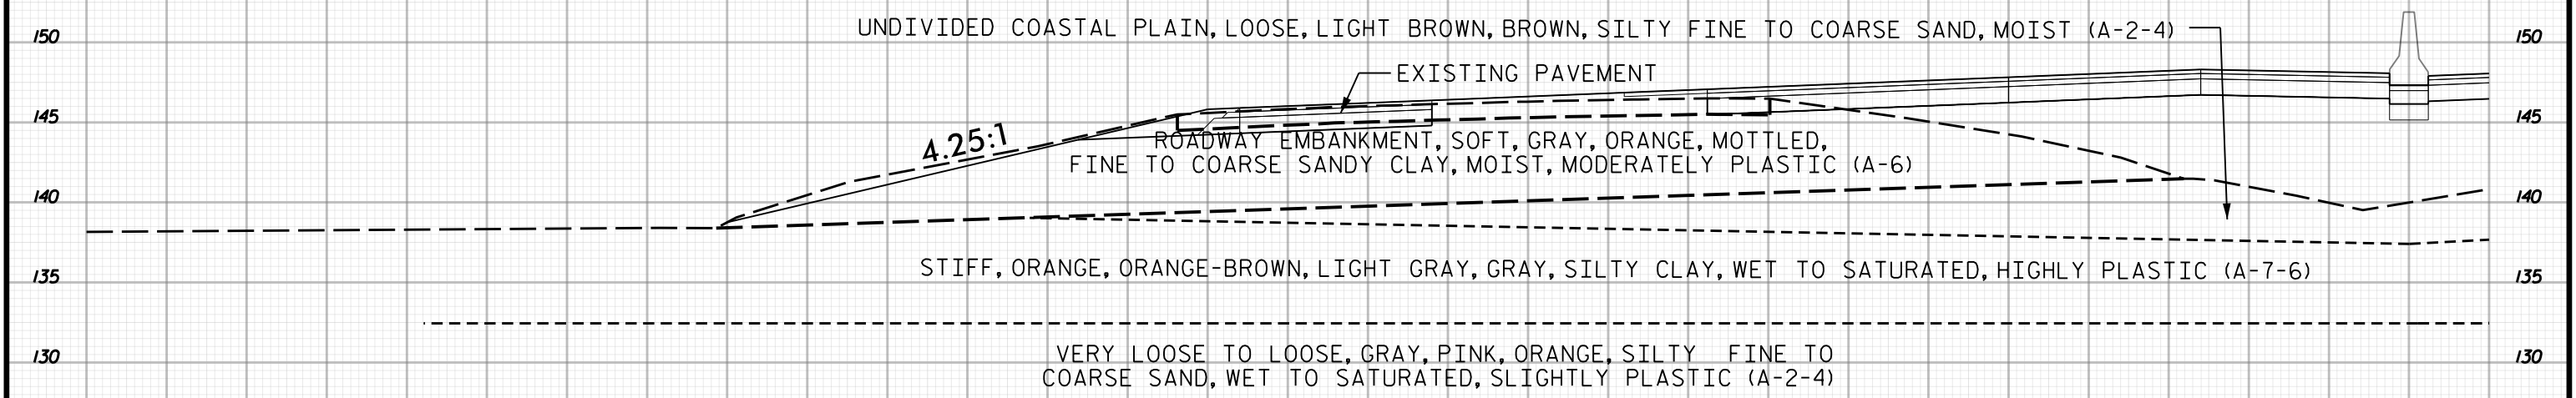 UNDIVIDED COASTAL PLAIN, LOOSE, LIGHT BROWN, BROWN, SILTY FINE TO COARSE SAND, MOIST (A-2-4)
150 150
EXISTING PAVEMENT
145 145
4.25:1
ROADWAY EMBANKMENT, SOFT, GRAY, ORANGE, MOTTLED,
FINE TO COARSE SANDY CLAY, MOIST, MODERATELY PLASTIC (A-6)
140 140
STIFF, ORANGE, ORANGE-BROWN, LIGHT GRAY, GRAY, SILTY CLAY, WET TO SATURATED, HIGHLY PLASTIC (A-7-6)
135 135
VERY LOOSE TO LOOSE, GRAY, PINK, ORANGE, SILTY FINE TO
130 130
COARSE SAND, WET TO SATURATED, SLIGHTLY PLASTIC (A-2-4)